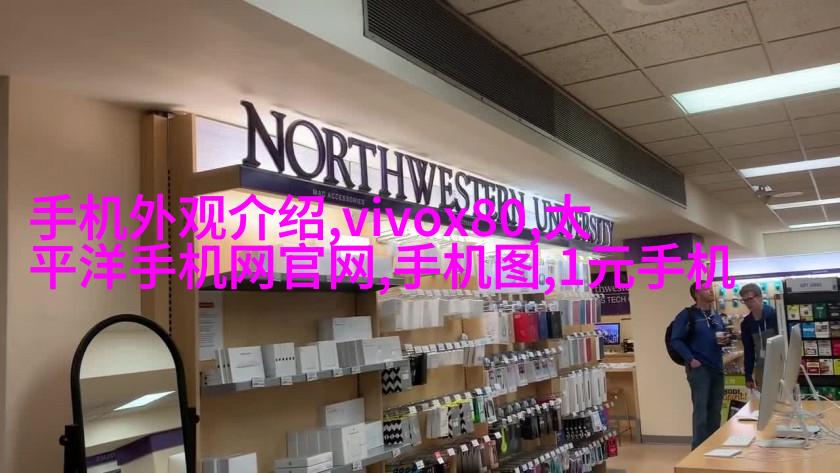 NORTHWESTERN UNIVERSITY
MAC ACCESSORIES
手机外观介绍,vivox80,太
平洋手机网官网,手机图,1元手机